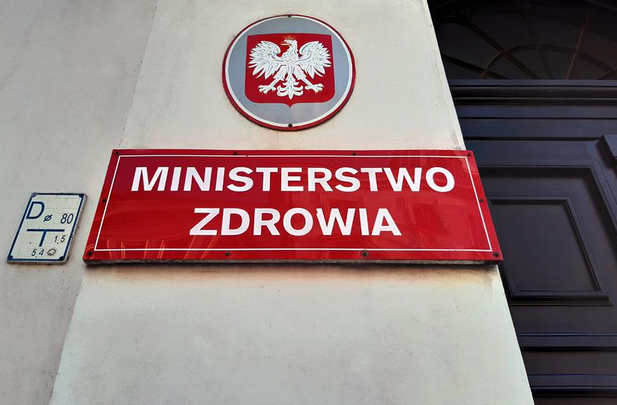 MINISTERSTWO
ZDROWIA
D ø 80
T 1,5
5,4